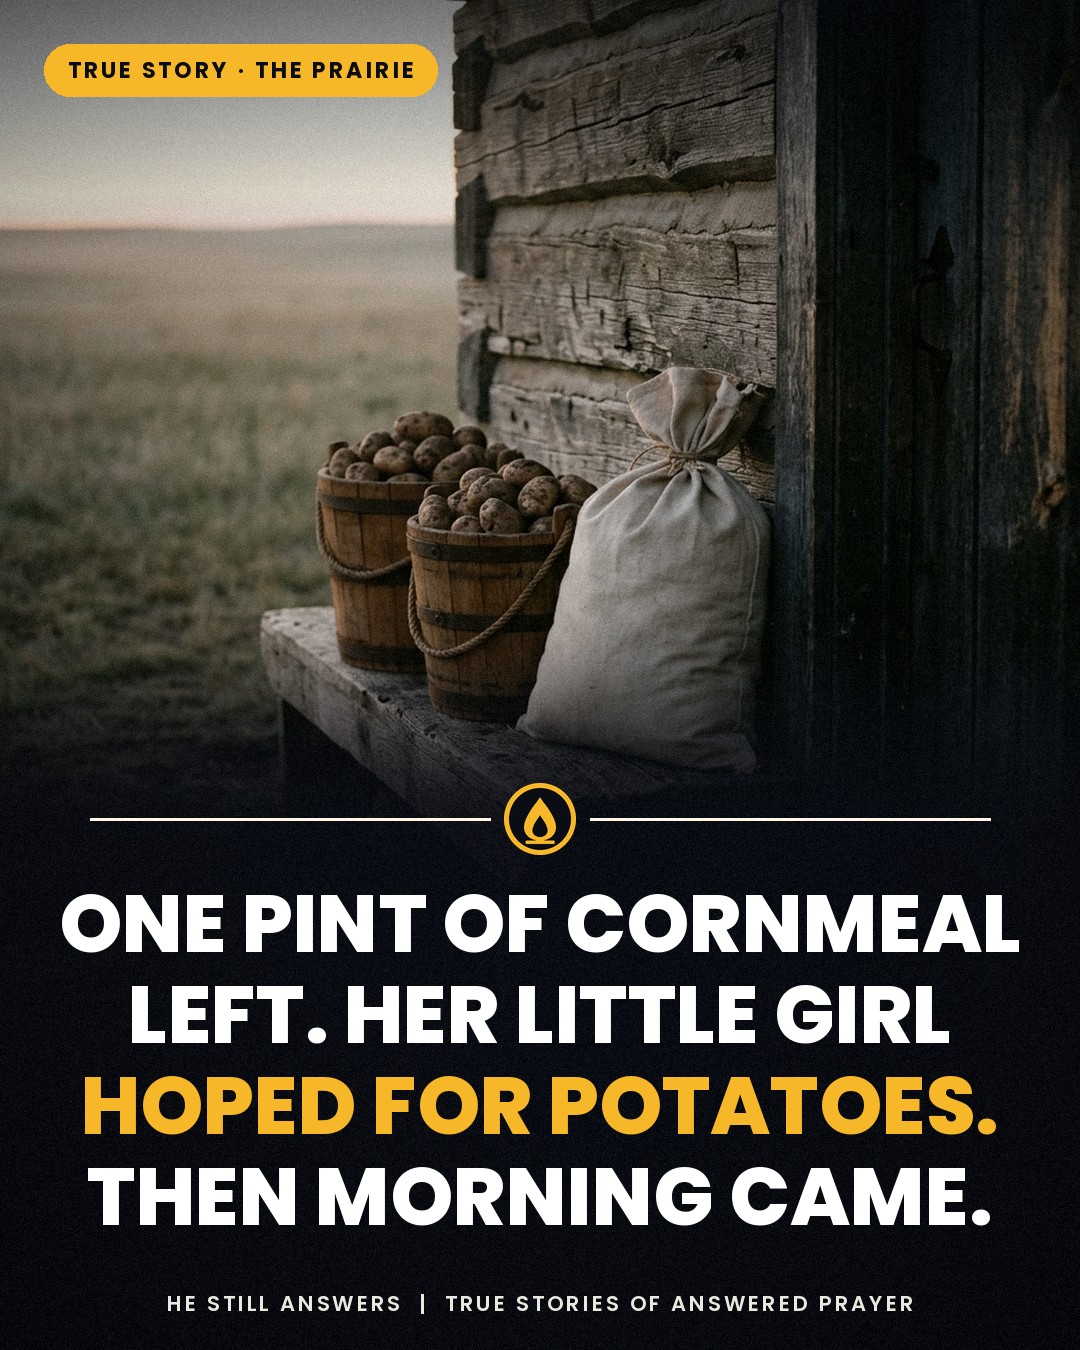 TRUE STORY · THE PRAIRIE
ONE PINT OF CORNMEAL
LEFT. HER LITTLE GIRL
HOPED FOR POTATOES.
THEN MORNING CAME.
HE STILL ANSWERS | TRUE STORIES OF ANSWERED PRAYER